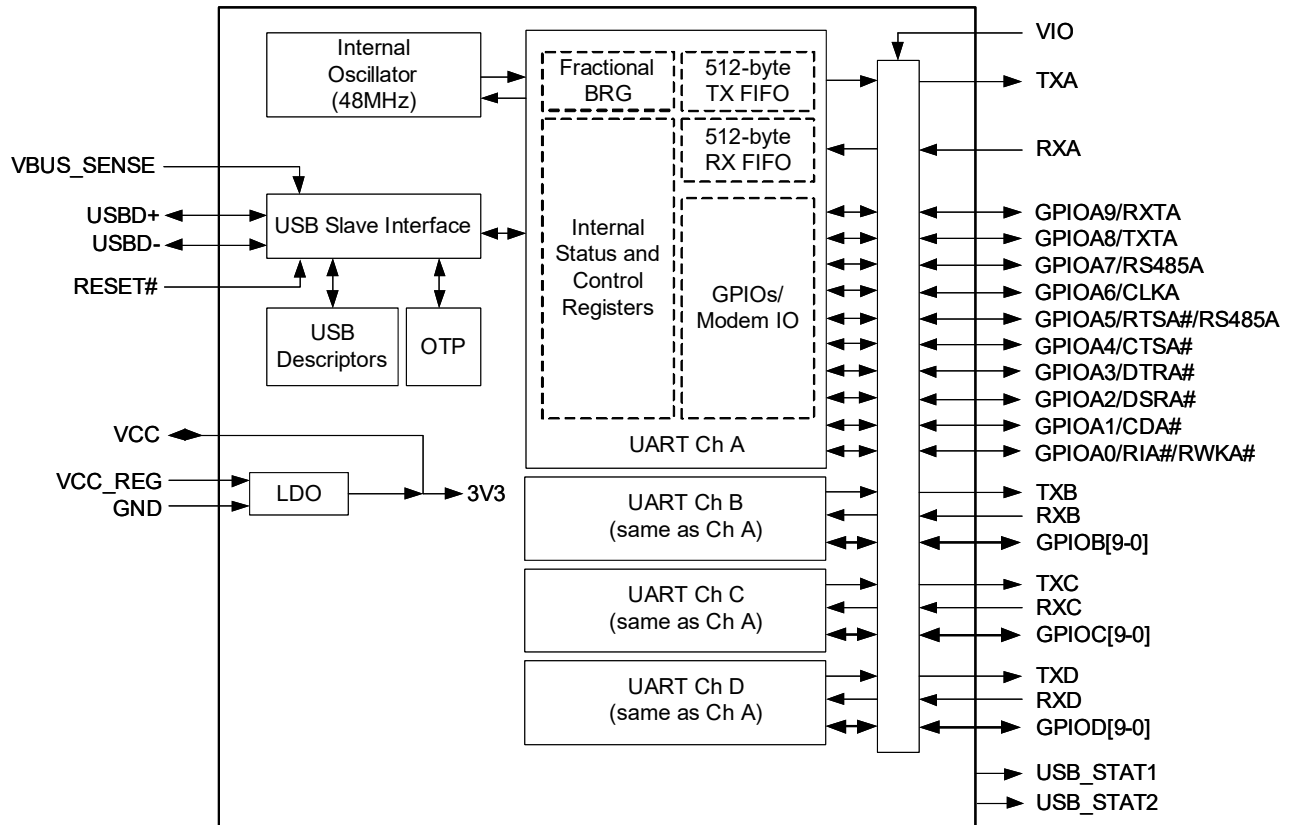 Internal
Oscillator
(48MHz)
VBUS_SENSE
USBD+
USBD-
RESET#
USB Slave Interface
USB
Descriptors
OTP
VCC
VCC_REG
GND
LDO
3V3
Fractional
BRG
512-byte
TX FIFO
512-byte
RX FIFO
Internal
Status and
Control
Registers
GPIOs/
Modem IO
UART Ch A
UART Ch B
(same as Ch A)
UART Ch C
(same as Ch A)
UART Ch D
(same as Ch A)
VIO
TXA
RXA
GPIOA9/RXTA
GPIOA8/TXTA
GPIOA7/RS485A
GPIOA6/CLKA
GPIOA5/RTSA#/RS485A
GPIOA4/CTSA#
GPIOA3/DTRA#
GPIOA2/DSRA#
GPIOA1/CDA#
GPIOA0/RIA#/RWKA#
TXB
RXB
GPIOB[9-0]
TXC
RXC
GPIOC[9-0]
TXD
RXD
GPIOD[9-0]
USB_STAT1
USB_STAT2